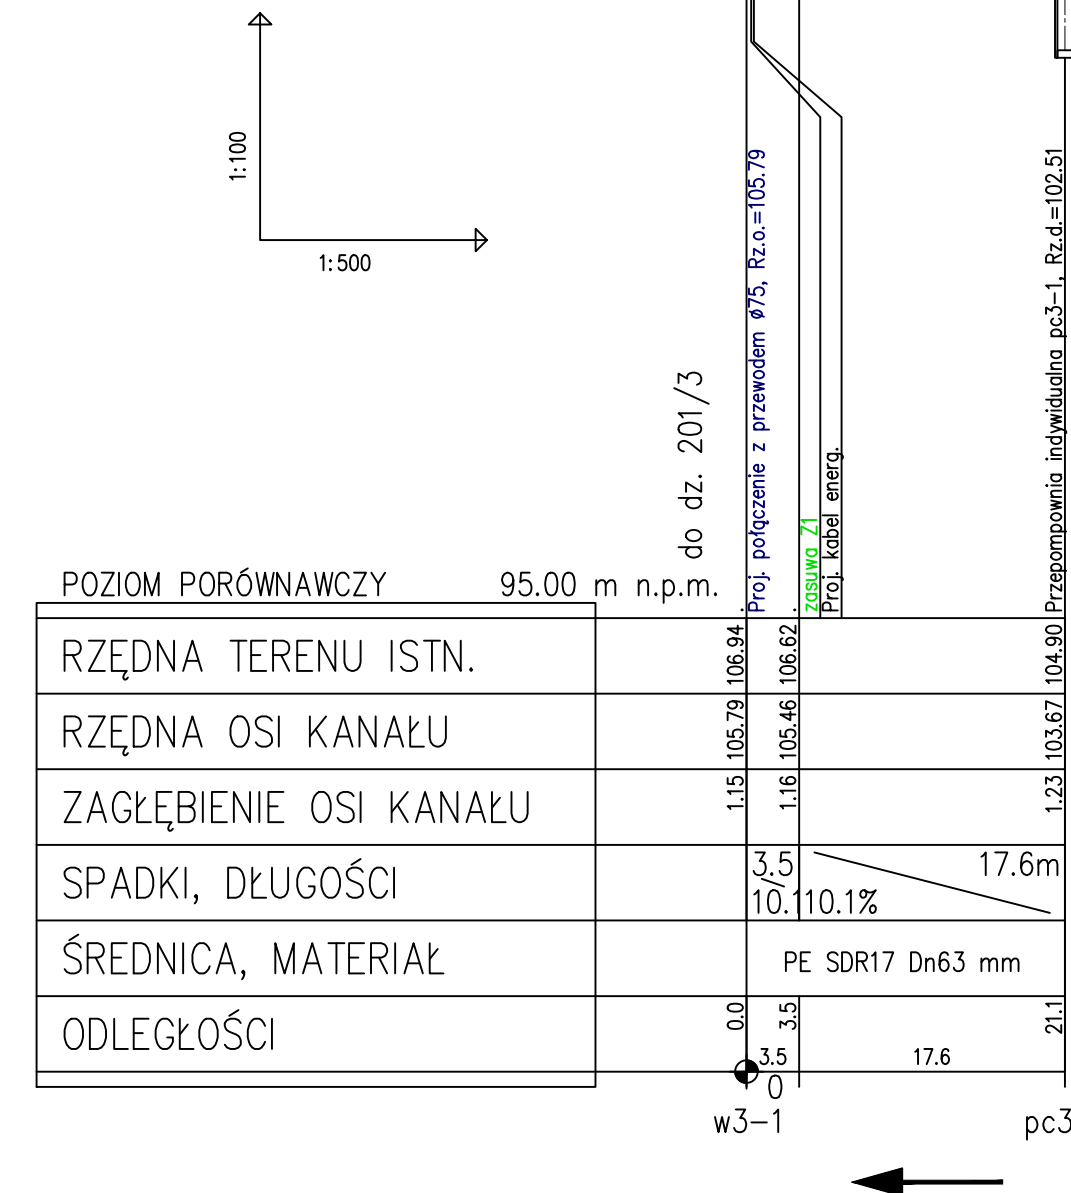 1:100
1:500
do dz. 201/3
Proj. połączenie z przewodem ø75, Rz.o.=105.79
zasuwa Z1
Proj. kabel energ.
Przepompownia indywidualna pc3-1, Rz.d.=102.51
POZIOM PORÓWNAWCZY 95.00 m n.p.m.
RZĘDNA TERENU ISTN. 106.94 106.62 104.90
RZĘDNA OSI KANAŁU 105.79 105.46 103.67
ZAGŁĘBIENIE OSI KANAŁU 1.15 1.16 1.23
SPADKI, DŁUGOŚCI 3.5 17.6m
10.1 10.1%
ŚREDNICA, MATERIAŁ PE SDR17 Dn63 mm
ODLEGŁOŚCI 0.0 3.5 21.1
3.5 17.6
0
w3-1 pc3